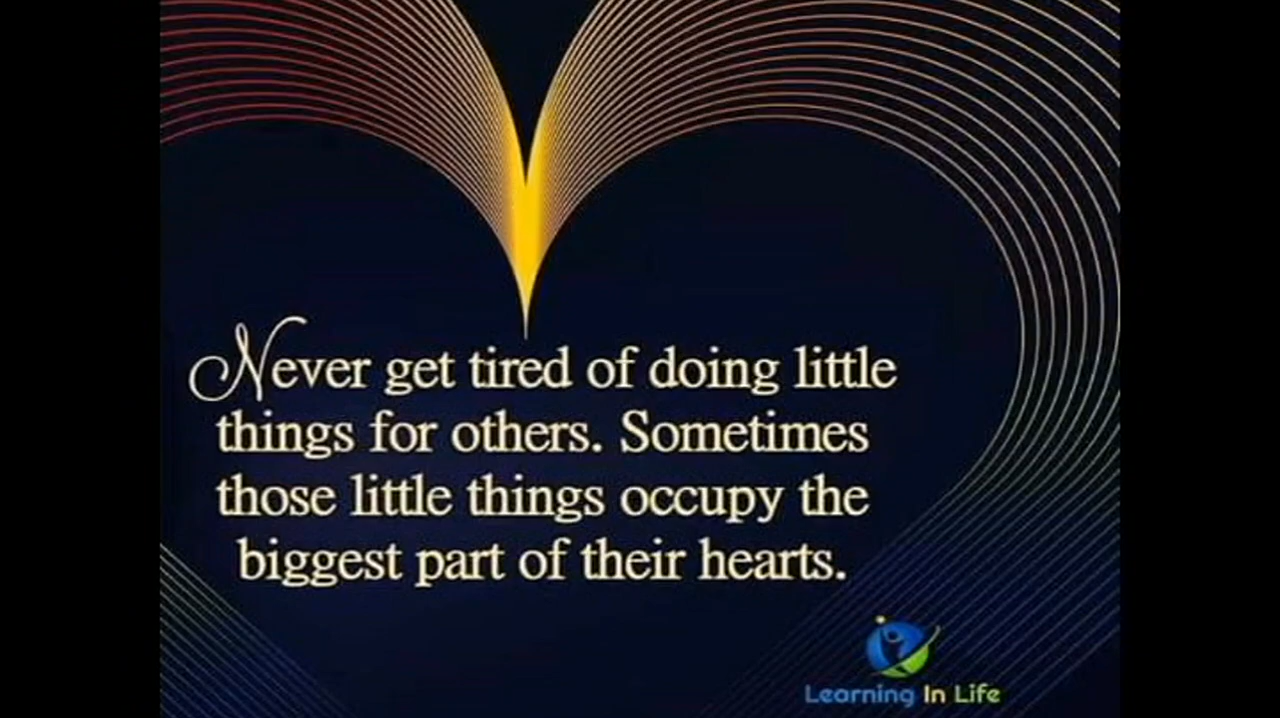 Never get tired of doing little
things for others. Sometimes
those little things occupy the
biggest part of their hearts.
Learning In Life